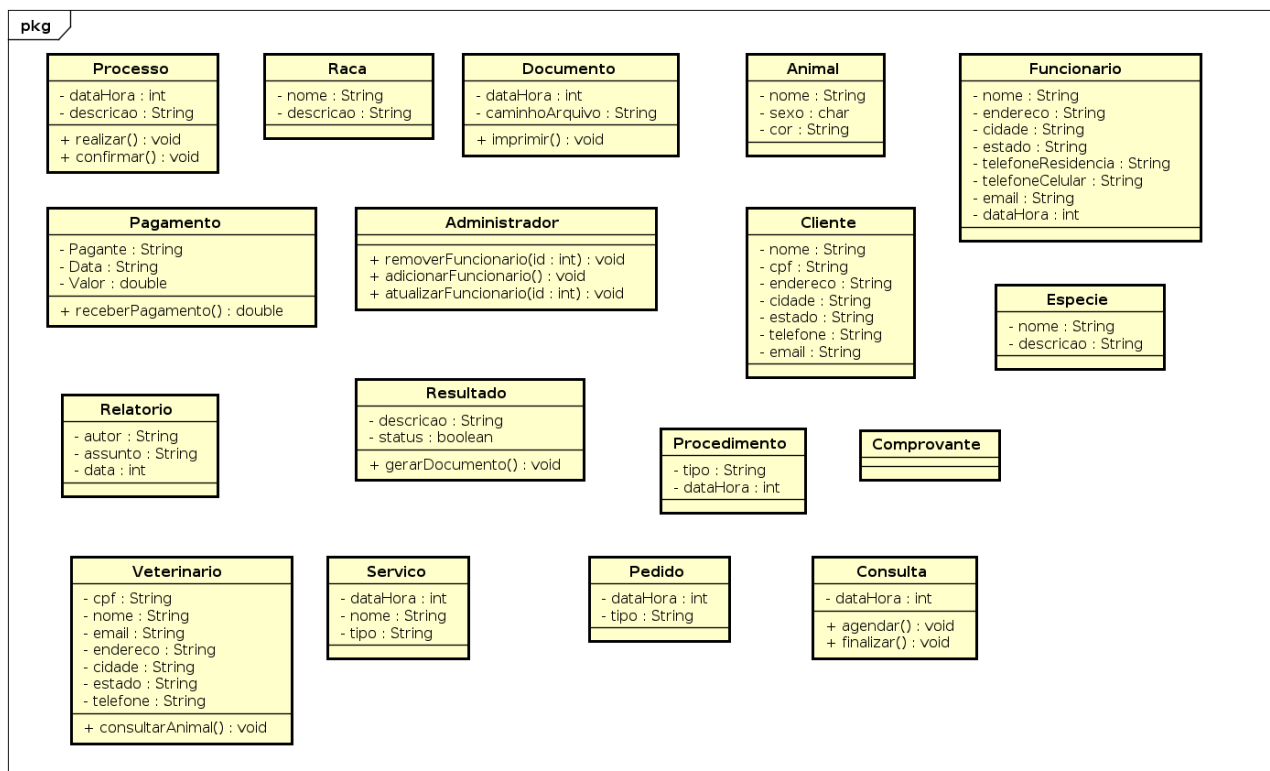 pkg
Processo
- dataHora : int
- descricao : String
+ realizar() : void
+ confirmar() : void
Raca
- nome : String
- descricao : String
Documento
- dataHora : int
- caminhoArquivo : String
+ imprimir() : void
Animal
- nome : String
- sexo : char
- cor : String
Funcionario
- nome : String
- endereco : String
- cidade : String
- estado : String
- telefoneResidencia : String
- telefoneCelular : String
- email : String
- dataHora : int
Pagamento
- Pagante : String
- Data : String
- Valor : double
+ receberPagamento() : double
Administrador
+ removerFuncionario(id : int) : void
+ adicionarFuncionario() : void
+ atualizarFuncionario(id : int) : void
Cliente
- nome : String
- cpf : String
- endereco : String
- cidade : String
- estado : String
- telefone : String
- email : String
Especie
- nome : String
- descricao : String
Relatorio
- autor : String
- assunto : String
- data : int
Resultado
- descricao : String
- status : boolean
+ gerarDocumento() : void
Procedimento
- tipo : String
- dataHora : int
Comprovante
Veterinario
- cpf : String
- nome : String
- email : String
- endereco : String
- cidade : String
- estado : String
- telefone : String
+ consultarAnimal() : void
Servico
- dataHora : int
- nome : String
- tipo : String
Pedido
- dataHora : int
- tipo : String
Consulta
- dataHora : int
+ agendar() : void
+ finalizar() : void